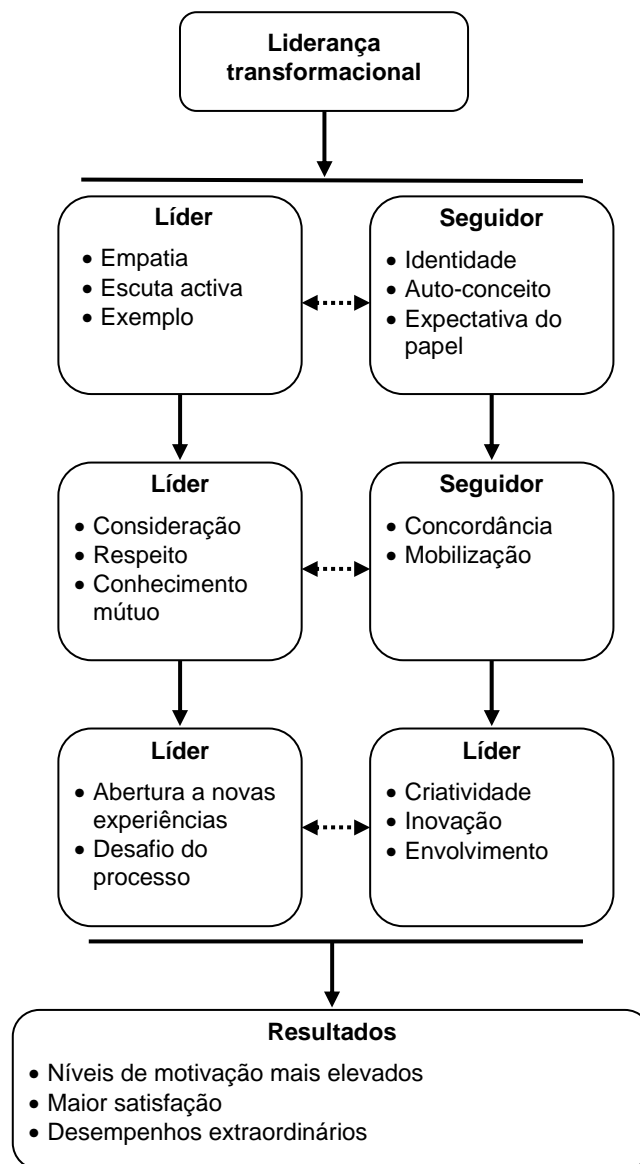 Liderança
transformacional
Líder
• Empatia
• Escuta activa
• Exemplo
Seguidor
• Identidade
• Auto-conceito
• Expectativa do
papel
Líder
• Consideração
• Respeito
• Conhecimento
mútuo
Seguidor
• Concordância
• Mobilização
Líder
• Abertura a novas
experiências
• Desafio do
processo
Líder
• Criatividade
• Inovação
• Envolvimento
Resultados
• Níveis de motivação mais elevados
• Maior satisfação
• Desempenhos extraordinários